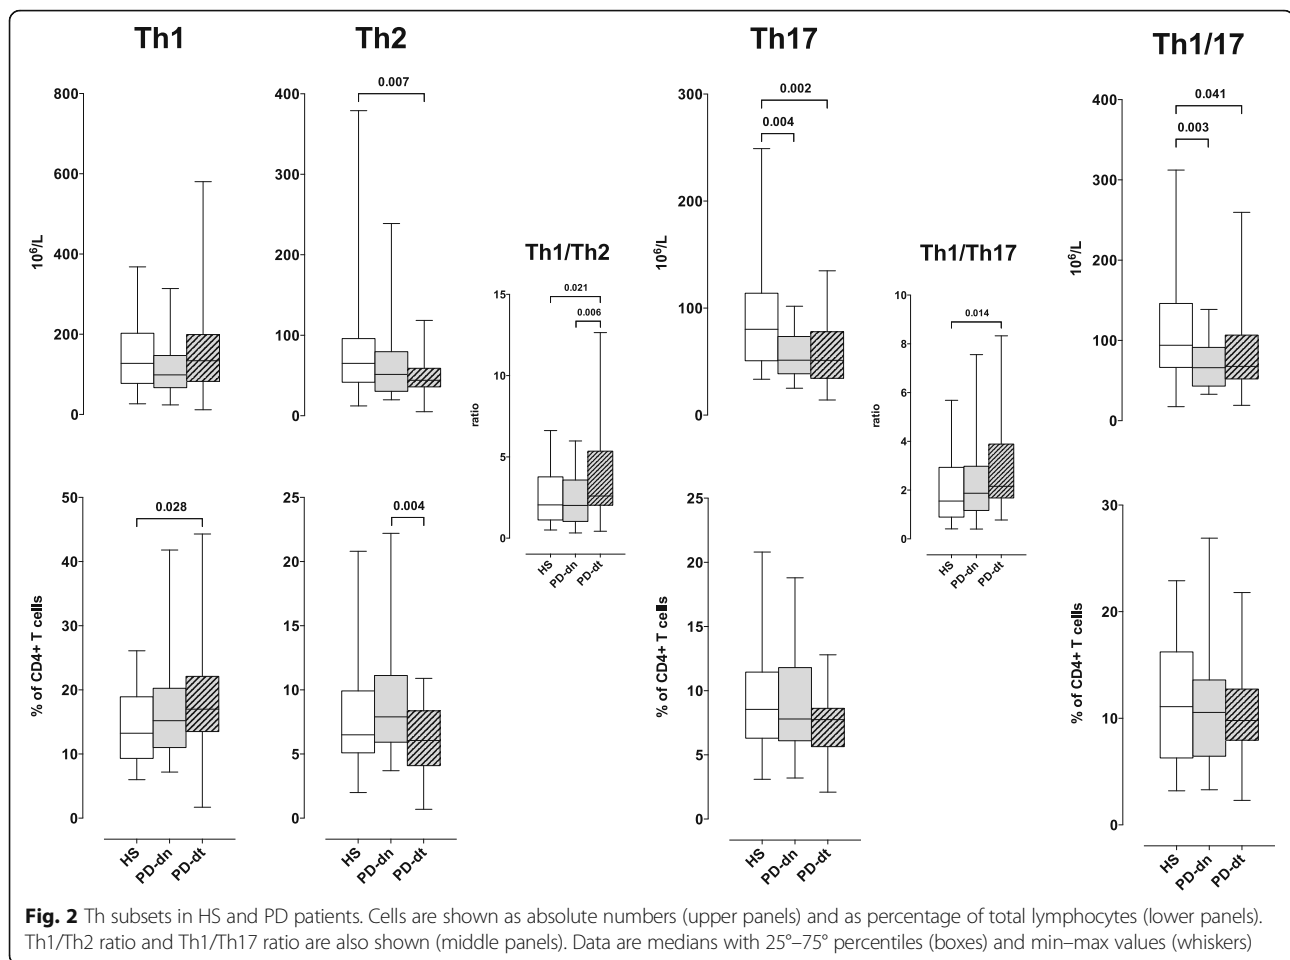 Th1
Th2
Th17
Th1/17
800
600
400
200
0
10⁶/L
0.007
400
300
200
100
0
Th1/Th2
15
10
5
0
ratio
0.021
0.006
HS
PD-dn
PD-dt
0.002
0.004
300
200
100
0
10⁶/L
Th1/Th17
10
8
6
4
2
0
ratio
0.014
HS
PD-dn
PD-dt
0.041
0.003
400
300
200
100
0
10⁶/L
50
40
30
20
10
0
% of CD4+ T cells
0.028
HS
PD-dn
PD-dt
25
20
15
10
5
0
0.004
HS
PD-dn
PD-dt
25
20
15
10
5
0
% of CD4+ T cells
HS
PD-dn
PD-dt
30
20
10
0
% of CD4+ T cells
HS
PD-dn
PD-dt
Fig. 2 Th subsets in HS and PD patients. Cells are shown as absolute numbers (upper panels) and as percentage of total lymphocytes (lower panels).
Th1/Th2 ratio and Th1/Th17 ratio are also shown (middle panels). Data are medians with 25°–75° percentiles (boxes) and min–max values (whiskers)